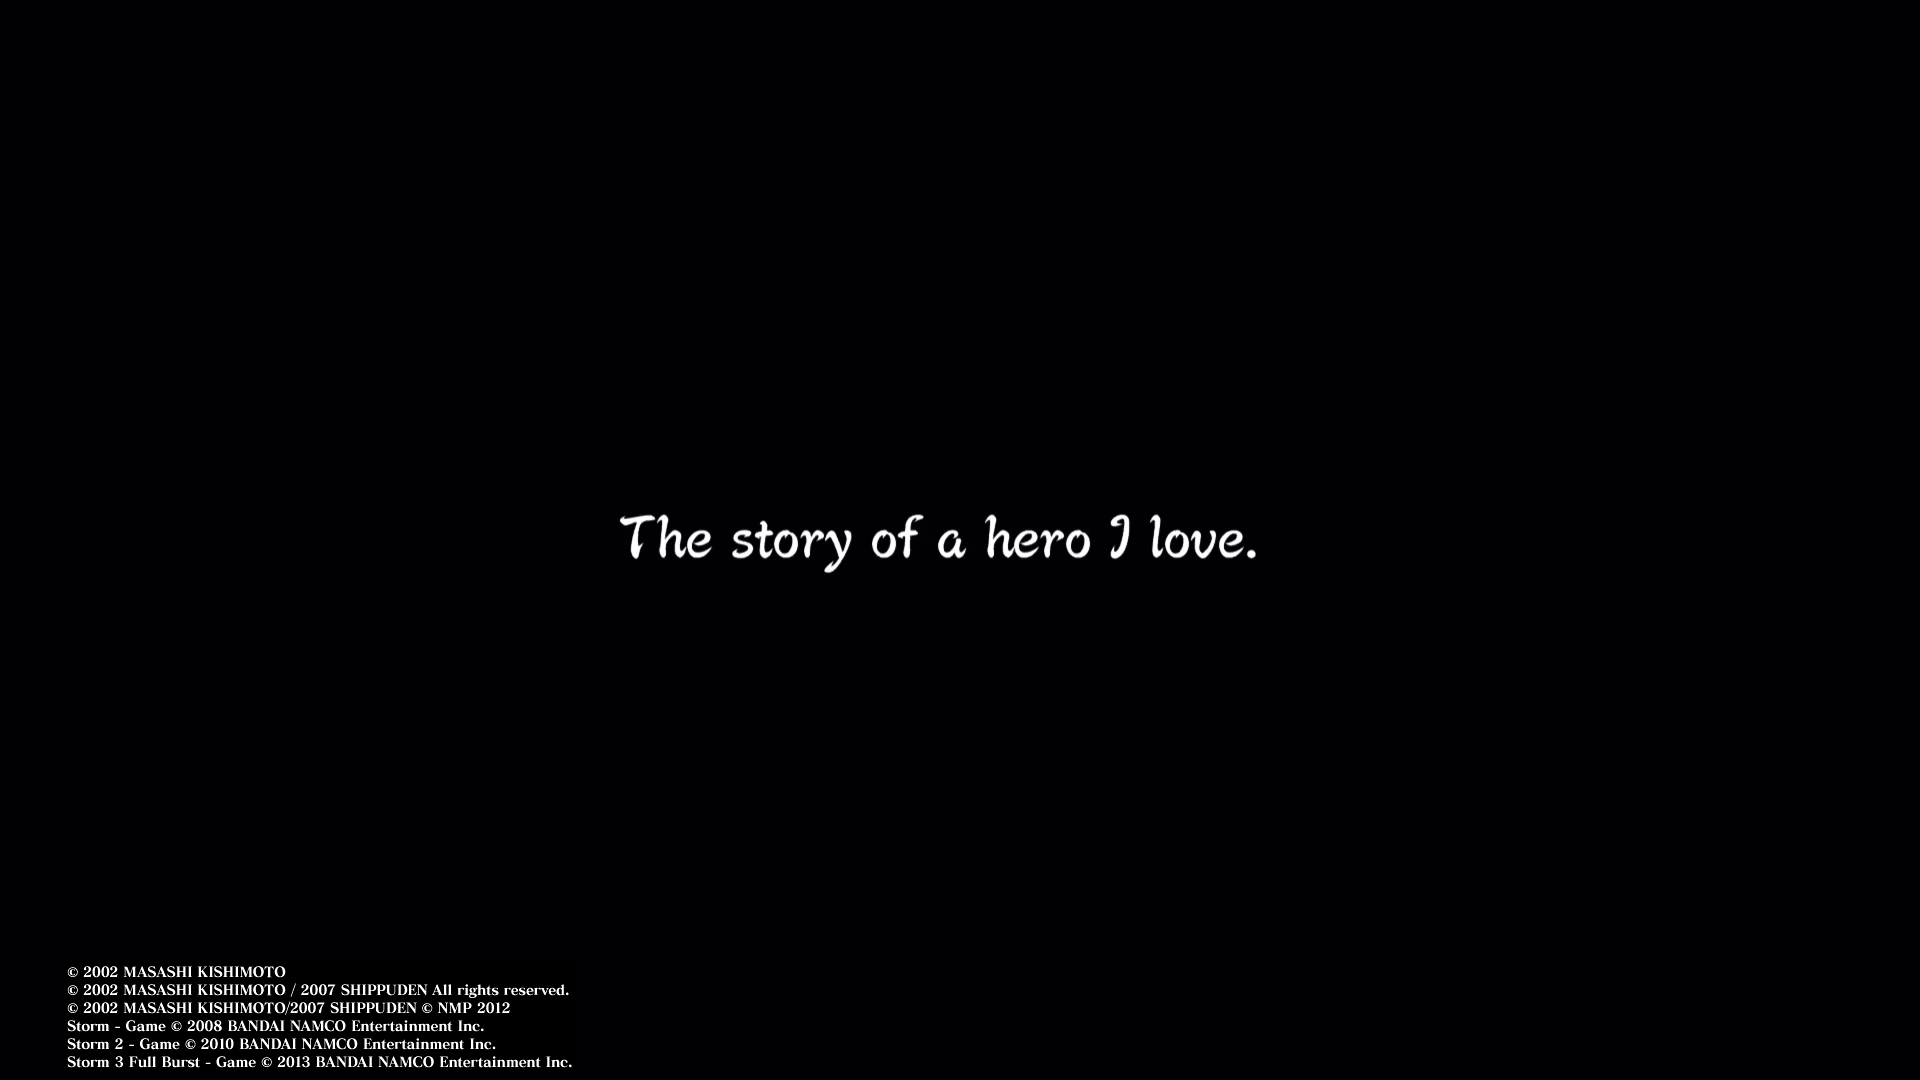 The story of a hero I love.
© 2002 MASASHI KISHIMOTO
© 2002 MASASHI KISHIMOTO / 2007 SHIPPUDEN All rights reserved.
© 2002 MASASHI KISHIMOTO/2007 SHIPPUDEN © NMP 2012
Storm - Game © 2008 BANDAI NAMCO Entertainment Inc.
Storm 2 - Game © 2010 BANDAI NAMCO Entertainment Inc.
Storm 3 Full Burst - Game © 2013 BANDAI NAMCO Entertainment Inc.